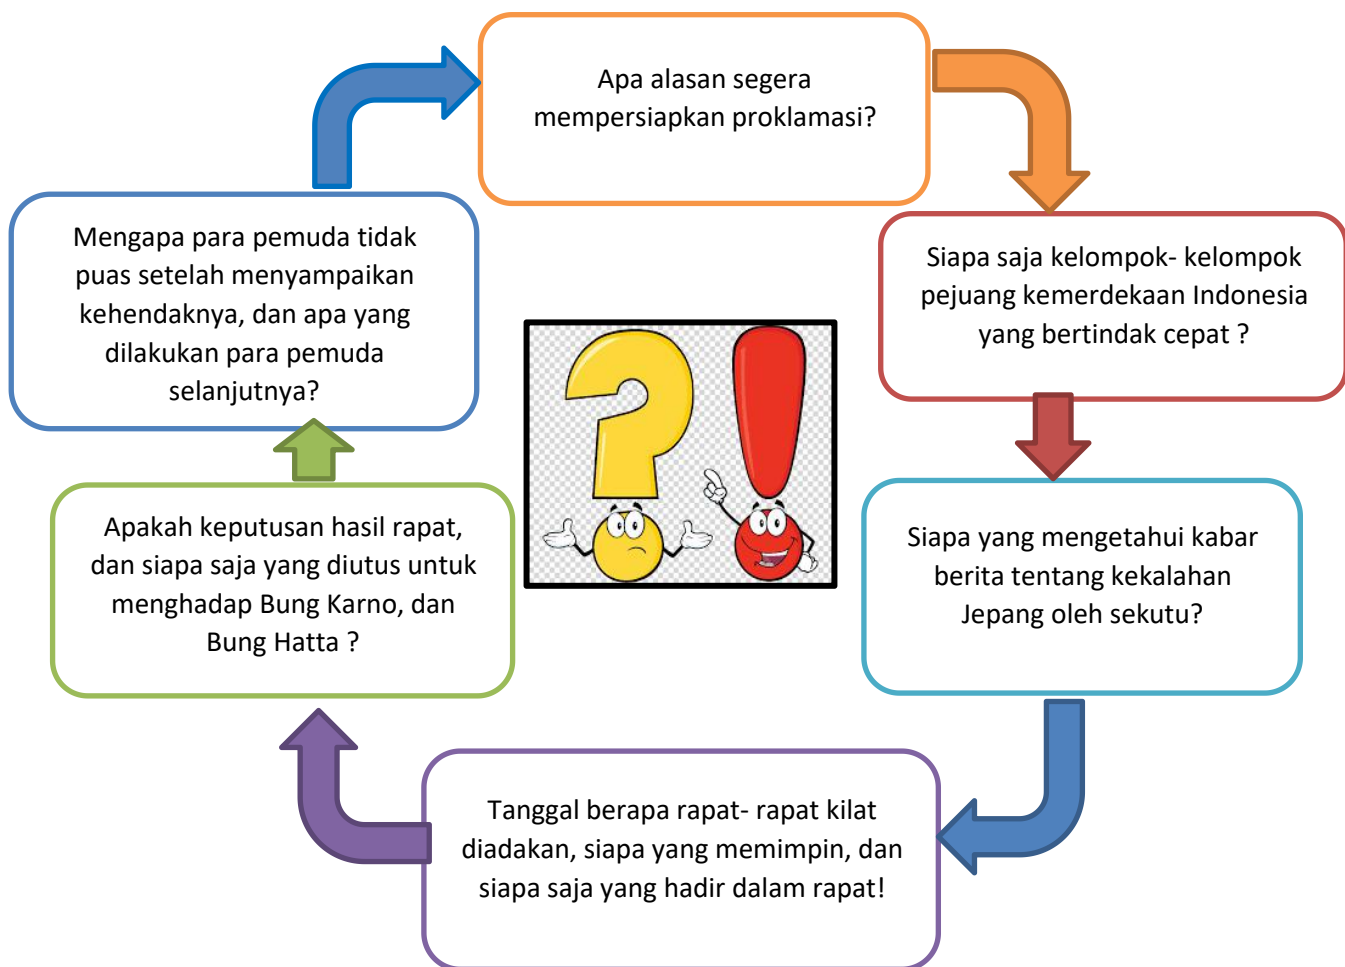 Apa alasan segera
mempersiapkan proklamasi?
Siapa saja kelompok- kelompok
pejuang kemerdekaan Indonesia
yang bertindak cepat ?
Siapa yang mengetahui kabar
berita tentang kekalahan
Jepang oleh sekutu?
Tanggal berapa rapat- rapat kilat
diadakan, siapa yang memimpin, dan
siapa saja yang hadir dalam rapat!
Apakah keputusan hasil rapat,
dan siapa saja yang diutus untuk
menghadap Bung Karno, dan
Bung Hatta ?
Mengapa para pemuda tidak
puas setelah menyampaikan
kehendaknya, dan apa yang
dilakukan para pemuda
selanjutnya?
? !